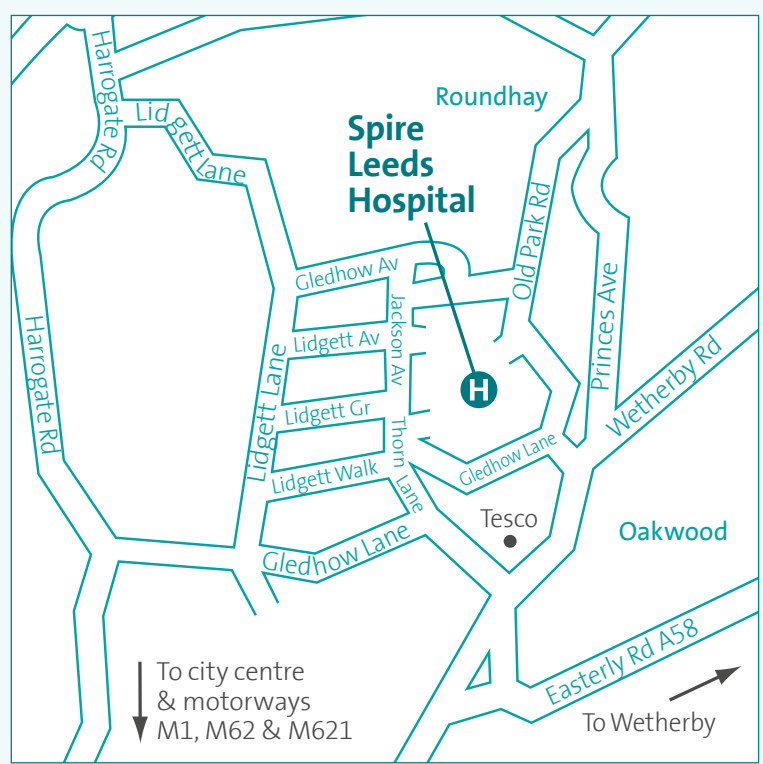 Harrogate Rd
Lidgett Lane
Roundhay
Spire
Leeds
Hospital
Old Park Rd
Gledhow Av
Jackson Av
Princes Ave
Harrogate Rd
Lidgett Av
Lidgett Lane
H
Wetherby Rd
Lidgett Gr
Thorn Lane
Gledhow Lane
Lidgett Walk
Tesco
Oakwood
Gledhow Lane
To city centre
& motorways
M1, M62 & M621
Easterly Rd A58
To Wetherby